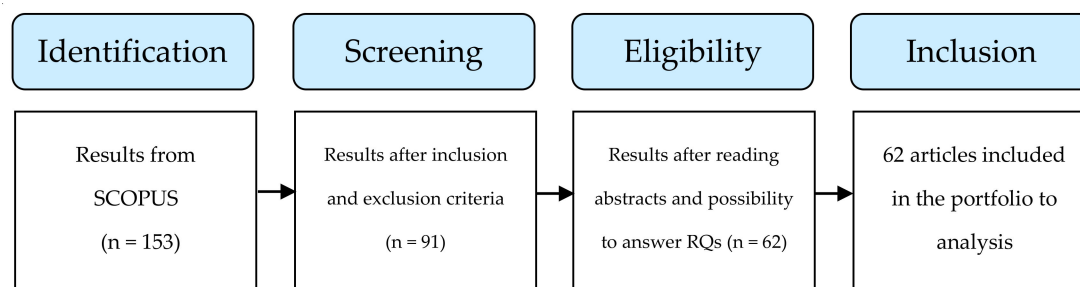 Identification
Screening
Eligibility
Inclusion
Results from
SCOPUS
(n = 153)
Results after inclusion
and exclusion criteria
(n = 91)
Results after reading
abstracts and possibility
to answer RQs (n = 62)
62 articles included
in the portfolio to
analysis